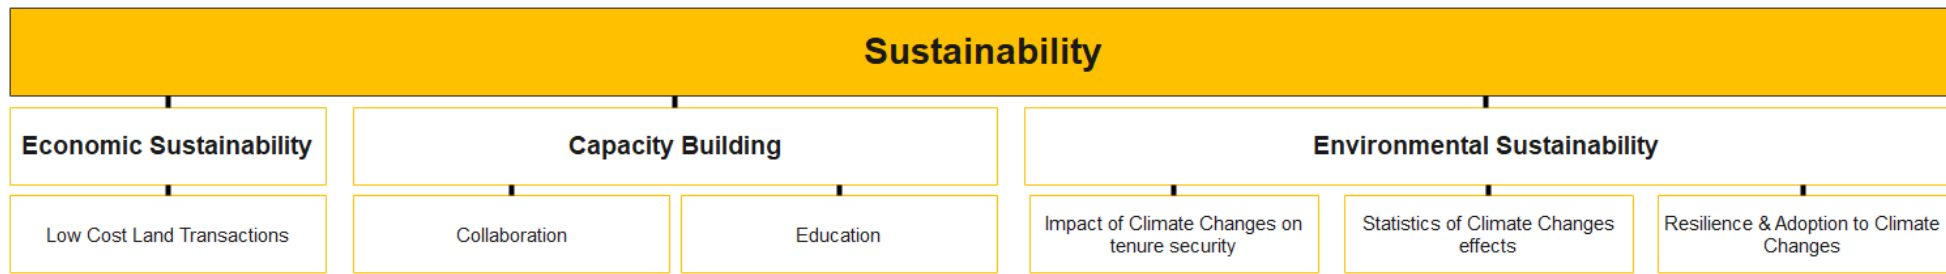 Sustainability
Economic Sustainability
Capacity Building
Environmental Sustainability
Low Cost Land Transactions
Collaboration
Education
Impact of Climate Changes on
tenure security
Statistics of Climate Changes
effects
Resilience & Adoption to Climate
Changes